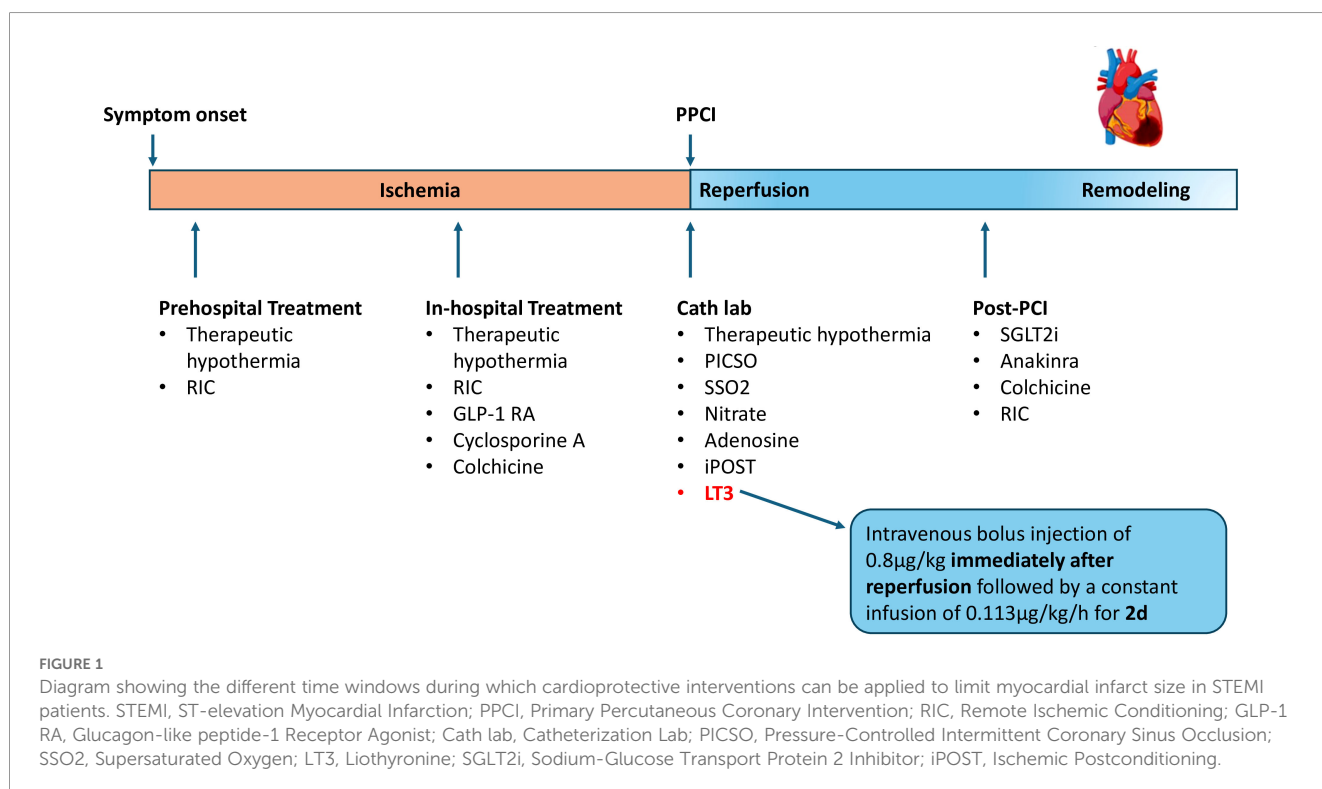 Symptom onset
PPCI
Ischemia
Reperfusion
Remodeling
Prehospital Treatment
• Therapeutic
hypothermia
• RIC
In-hospital Treatment
• Therapeutic
hypothermia
• RIC
• GLP-1 RA
• Cyclosporine A
• Colchicine
Cath lab
• Therapeutic hypothermia
• PICSO
• SSO2
• Nitrate
• Adenosine
• iPOST
• LT3
Post-PCI
• SGLT2i
• Anakinra
• Colchicine
• RIC
Intravenous bolus injection of
0.8µg/kg immediately after
reperfusion followed by a constant
infusion of 0.113µg/kg/h for 2d
FIGURE 1
Diagram showing the different time windows during which cardioprotective interventions can be applied to limit myocardial infarct size in STEMI
patients. STEMI, ST-elevation Myocardial Infarction; PPCI, Primary Percutaneous Coronary Intervention; RIC, Remote Ischemic Conditioning; GLP-1
RA, Glucagon-like peptide-1 Receptor Agonist; Cath lab, Catheterization Lab; PICSO, Pressure-Controlled Intermittent Coronary Sinus Occlusion;
SSO2, Supersaturated Oxygen; LT3, Liothyronine; SGLT2i, Sodium-Glucose Transport Protein 2 Inhibitor; iPOST, Ischemic Postconditioning.